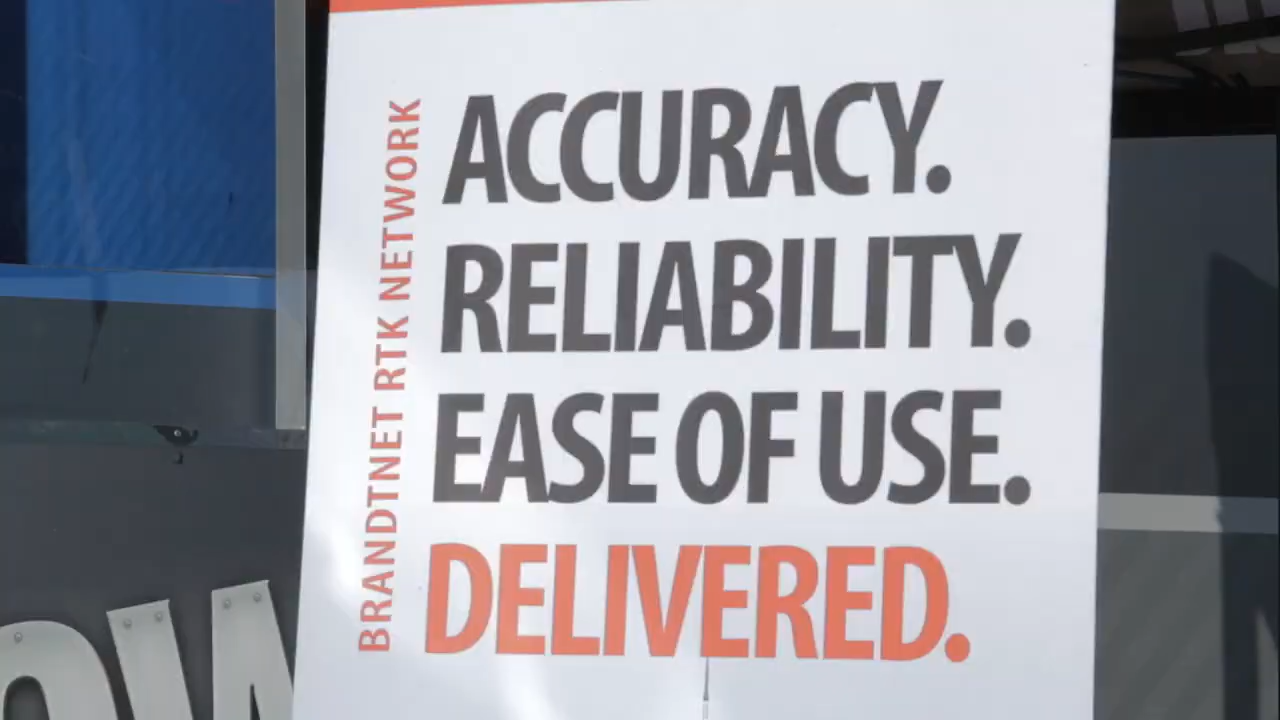 BRANDTNET RTK NETWORK
ACCURACY.
RELIABILITY.
EASE OF USE.
DELIVERED.